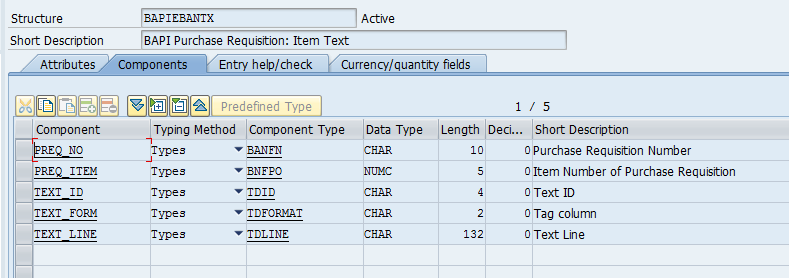 Structure BAPIEBANTX Active
Short Description BAPI Purchase Requisition: Item Text
Attributes Components Entry help/check Currency/quantity fields
Predefined Type 1 / 5
Component Typing Method Component Type Data Type Length Deci... Short Description
PREQ_NO Types BANFN CHAR 10 0 Purchase Requisition Number
PREQ_ITEM Types BNFPO NUMC 5 0 Item Number of Purchase Requisition
TEXT_ID Types TDID CHAR 4 0 Text ID
TEXT_FORM Types TDFORMAT CHAR 2 0 Tag column
TEXT_LINE Types TDLINE CHAR 132 0 Text Line